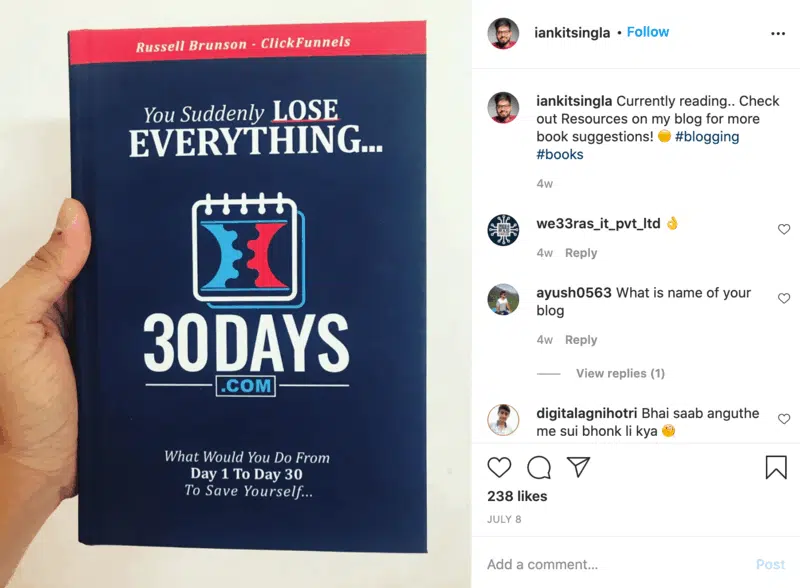 Russell Brunson - ClickFunnels
You Suddenly LOSE
EVERYTHING...
30 DAYS
.COM
What Would You Do From
Day 1 To Day 30
To Save Yourself...
iankitsingla • Follow
iankitsingla Currently reading.. Check
out Resources on my blog for more
book suggestions! #blogging
#books
4w
we33ras_it_pvt_ltd 👌
4w Reply
ayush0563 What is name of your
blog
4w Reply
View replies (1)
digitalagnihotri Bhai saab anguthe
me sui bhonk li kya
238 likes
JULY 8
Add a comment...
Post